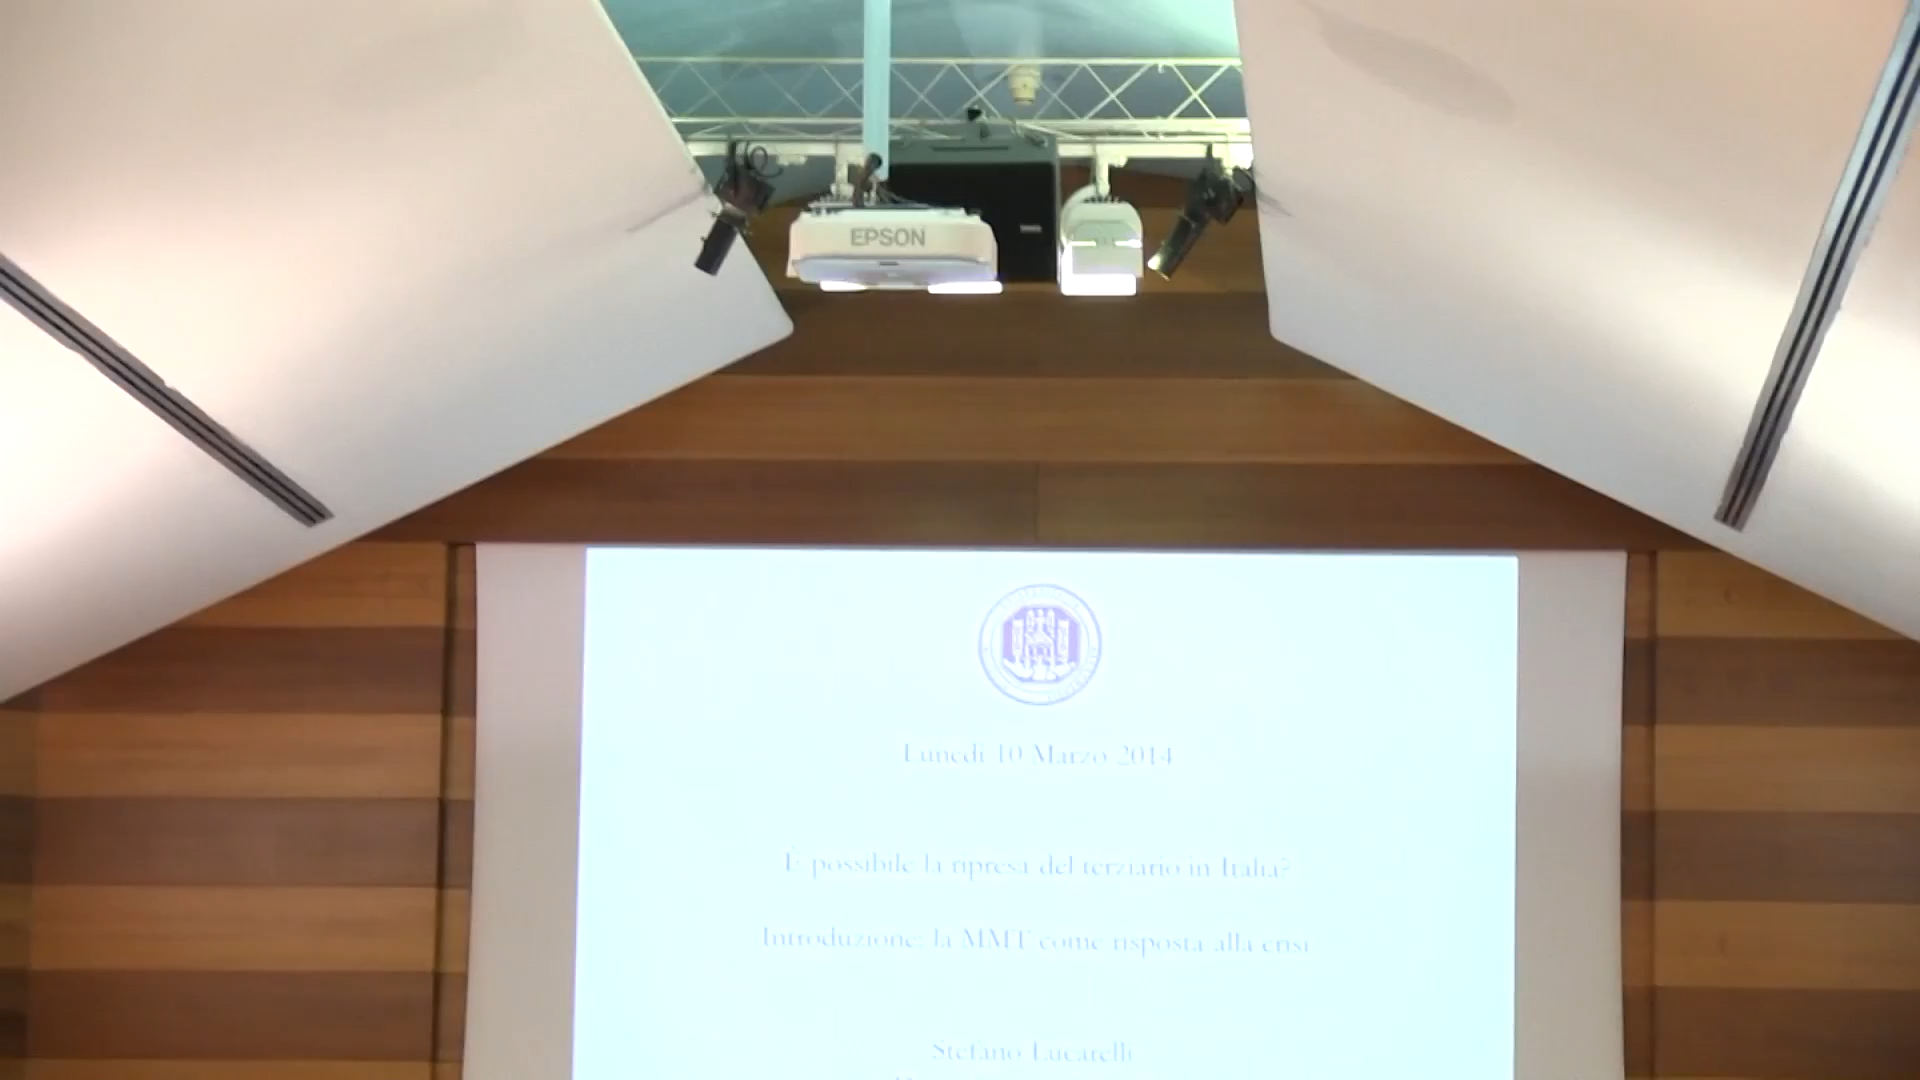 EPSON
Lunedì 10 Marzo 2014
È possibile la ripresa del terziario in Italia?
Introduzione: la MMT come risposta alla crisi
Stefano Lucarelli